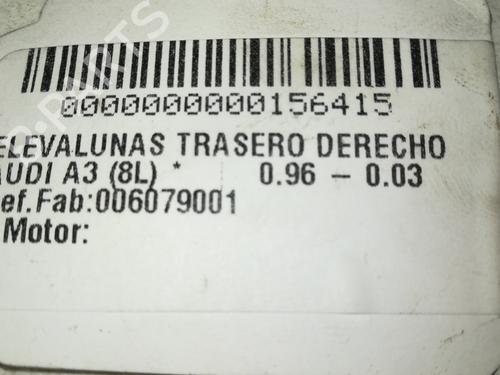 0000000000156415
ELEVALUNAS TRASERO DERECHO
AUDI A3 (8L) * 0.96 – 0.03
ef.Fab:006079001
Motor: